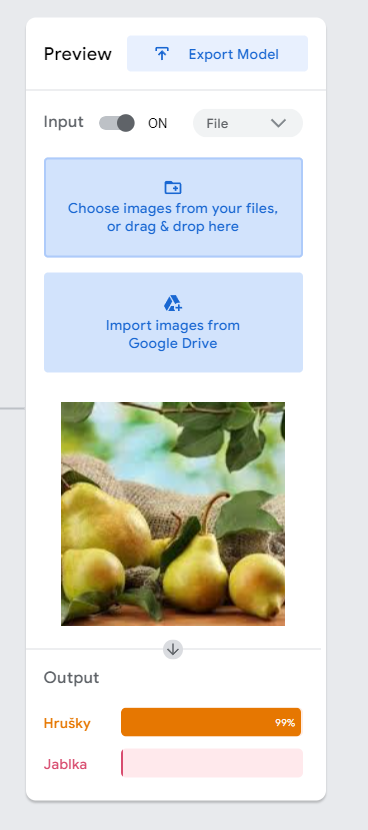 Preview
Export Model
Input
ON
File
Choose images from your files,
or drag & drop here
Import images from
Google Drive
Output
Hrušky
99%
Jablka